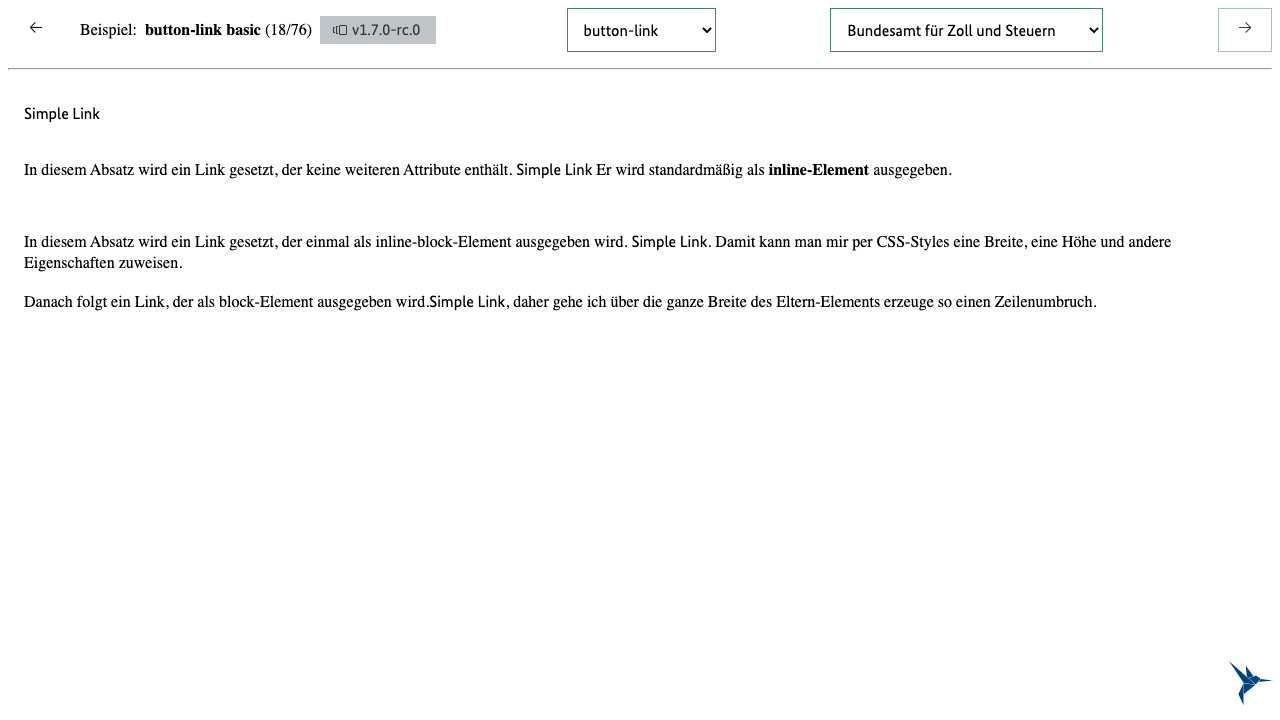 Beispiel: button-link basic (18/76) v1.7.0-rc.0 button-link Bundesamt für Zoll und Steuern
Simple Link
In diesem Absatz wird ein Link gesetzt, der keine weiteren Attribute enthält. Simple Link Er wird standardmäßig als inline-Element ausgegeben.
In diesem Absatz wird ein Link gesetzt, der einmal als inline-block-Element ausgegeben wird. Simple Link. Damit kann man mir per CSS-Styles eine Breite, eine Höhe und andere
Eigenschaften zuweisen.
Danach folgt ein Link, der als block-Element ausgegeben wird.Simple Link, daher gehe ich über die ganze Breite des Eltern-Elements erzeuge so einen Zeilenumbruch.